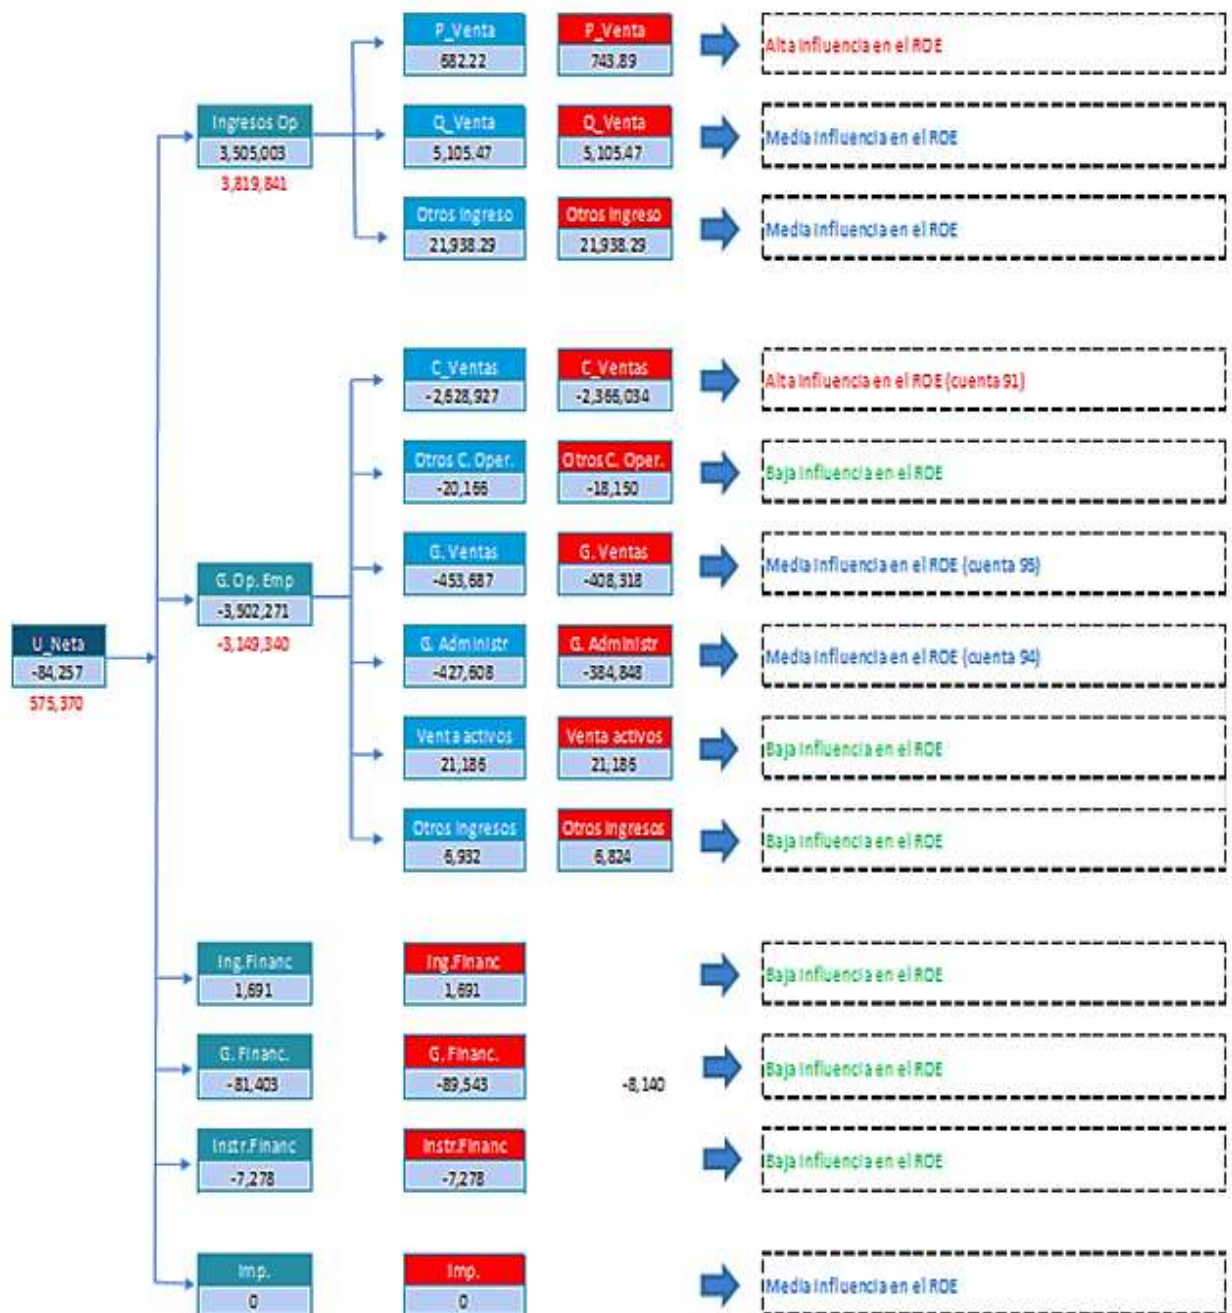 P_Venta P_Venta
682.22 743.89 Alta Influencia en el ROE
Ingresos Op Q_Venta Q_Venta
3,505,003 5,105.47 5,105.47 Media Influencia en el ROE
3,819,841
Otros Ingreso Otros Ingreso
21,938.29 21,938.29 Media Influencia en el ROE
C_Ventas C_Ventas
-2,628,927 -2,366,034 Alta Influencia en el ROE (cuenta 91)
Otros C. Oper. Otros C. Oper.
-20,166 -18,150 Baja Influencia en el ROE
G. Ventas G. Ventas
-453,687 -408,318 Media Influencia en el ROE (cuenta 95)
G. Op. Emp
-3,502,271
-3,149,340
U_Neta
-84,257
575,370
G. Administr G. Administr
-427,608 -384,848 Media Influencia en el ROE (cuenta 94)
Venta activos Venta activos
21,186 21,186 Baja Influencia en el ROE
Otros Ingresos Otros Ingresos
6,932 6,824 Baja Influencia en el ROE
Ing.Financ Ing.Financ
1,691 1,691 Baja Influencia en el ROE
G. Financ. G. Financ.
-81,403 -89,543 -8,140 Baja Influencia en el ROE
Instr.Financ Instr.Financ
-7,278 -7,278 Baja Influencia en el ROE
Imp. Imp.
0 0 Media Influencia en el ROE